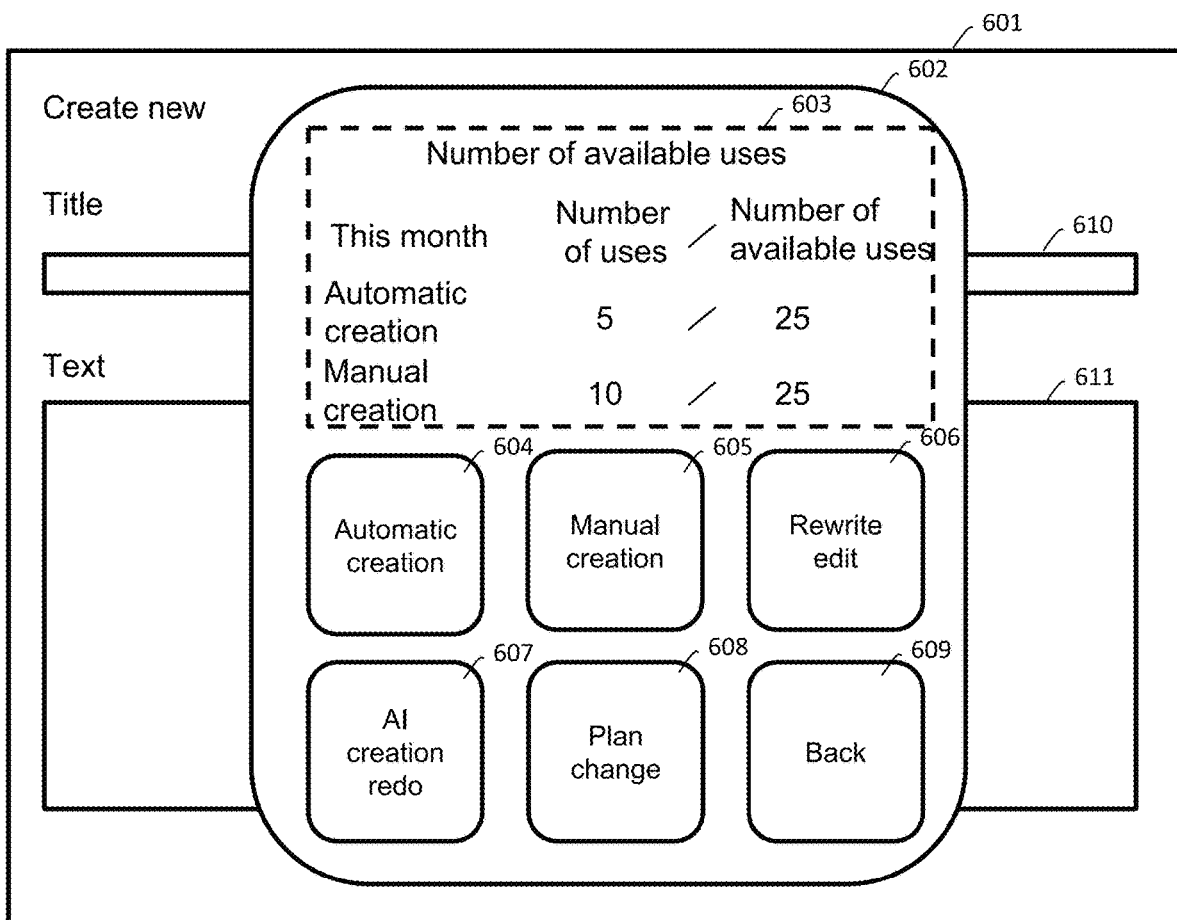 601
602
Create new
603
Number of available uses
Title
This month
Number
of uses
/
Number of
available uses
610
Automatic
creation
5 / 25
Text
Manual
creation
10 / 25
611
604
605
606
Automatic
creation
Manual
creation
Rewrite
edit
607
608
609
AI
creation
redo
Plan
change
Back